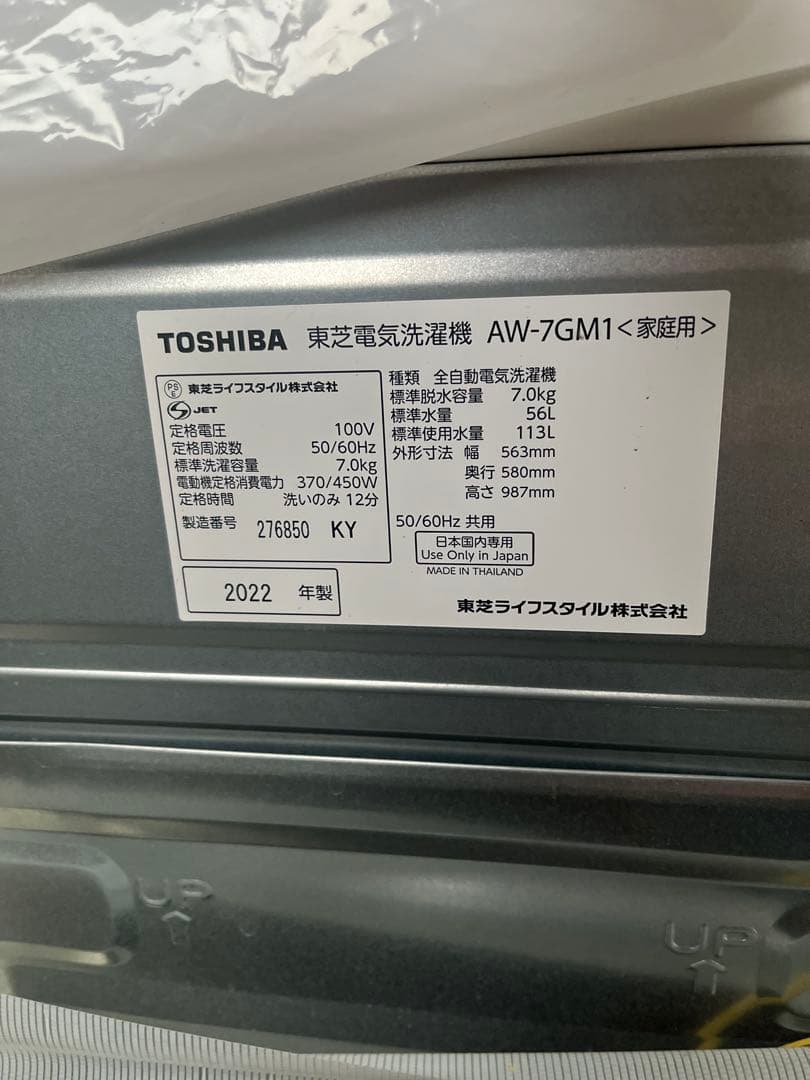 TOSHIBA 東芝電気洗濯機 AW-7GM1<家庭用>
PS E 東芝ライフスタイル株式会社
S JET
定格電圧 100V
定格周波数 50/60Hz
標準洗濯容量 7.0kg
電動機定格消費電力 370/450W
定格時間 洗いのみ 12分
製造番号 276850 KY
2022 年製
種類 全自動電気洗濯機
標準脱水容量 7.0kg
標準水量 56L
標準使用水量 113L
外形寸法 幅 563mm
奥行 580mm
高さ 987mm
50/60Hz 共用
日本国内専用
Use Only in Japan
MADE IN THAILAND
東芝ライフスタイル株式会社
UP
UP